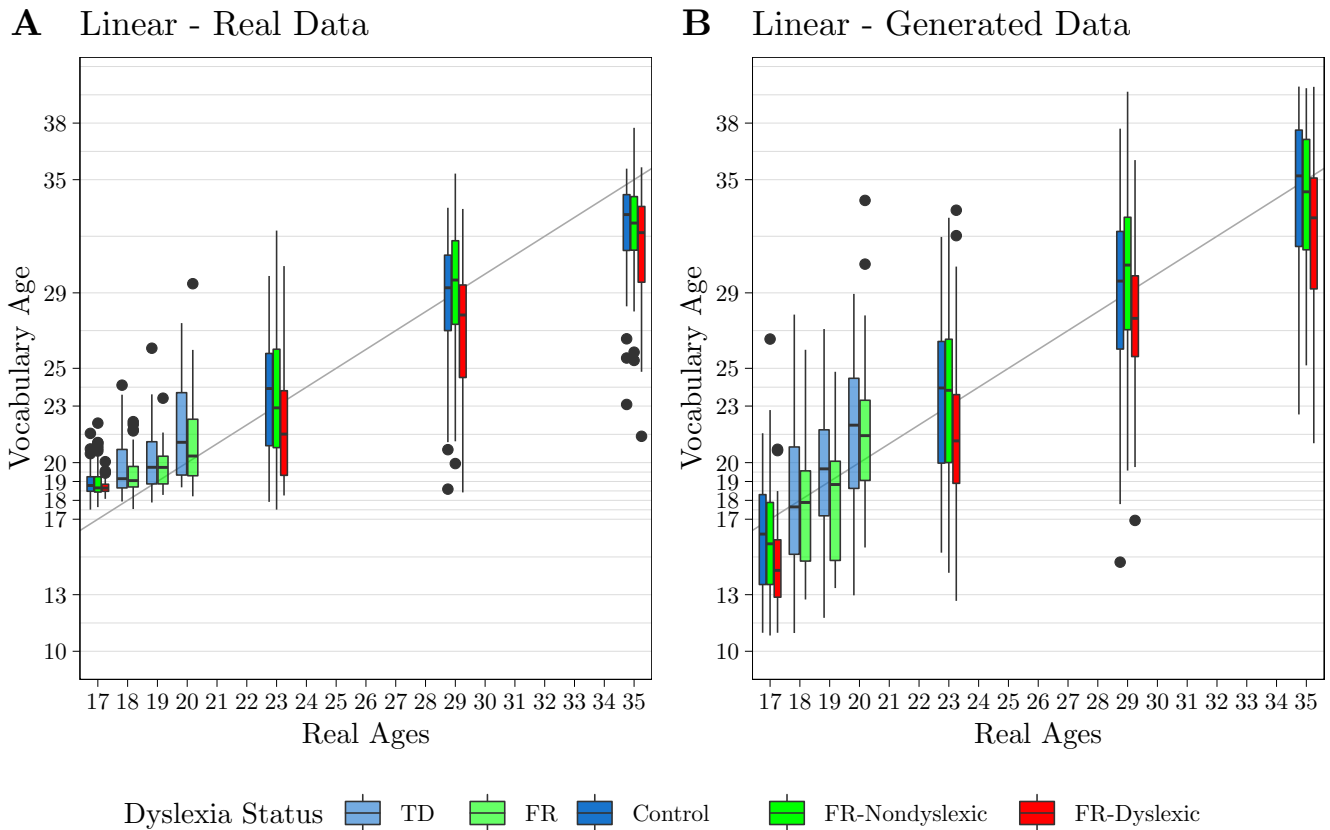 A Linear - Real Data
38
35
29
25
23
20
19
18
17
13
10
Vocabulary Age
17 18 19 20 21 22 23 24 25 26 27 28 29 30 31 32 33 34 35
Real Ages
B Linear - Generated Data
38
35
29
25
23
20
19
18
17
13
10
Vocabulary Age
17 18 19 20 21 22 23 24 25 26 27 28 29 30 31 32 33 34 35
Real Ages
Dyslexia Status TD FR Control FR-Nondyslexic FR-Dyslexic